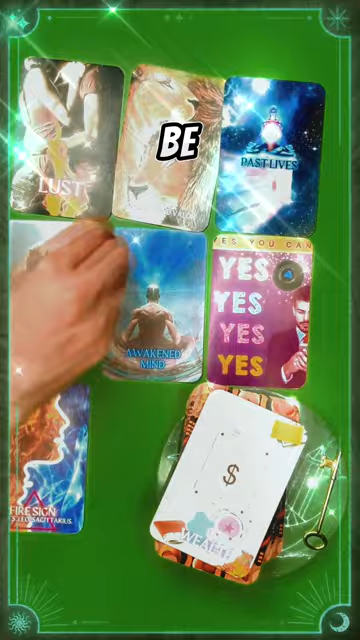 LUST
BE
PAST LIVES
AWAKENED
MIND
YES YOU CAN
YES
YES
YES
YES
FIRE SIGN
$
WEALTH